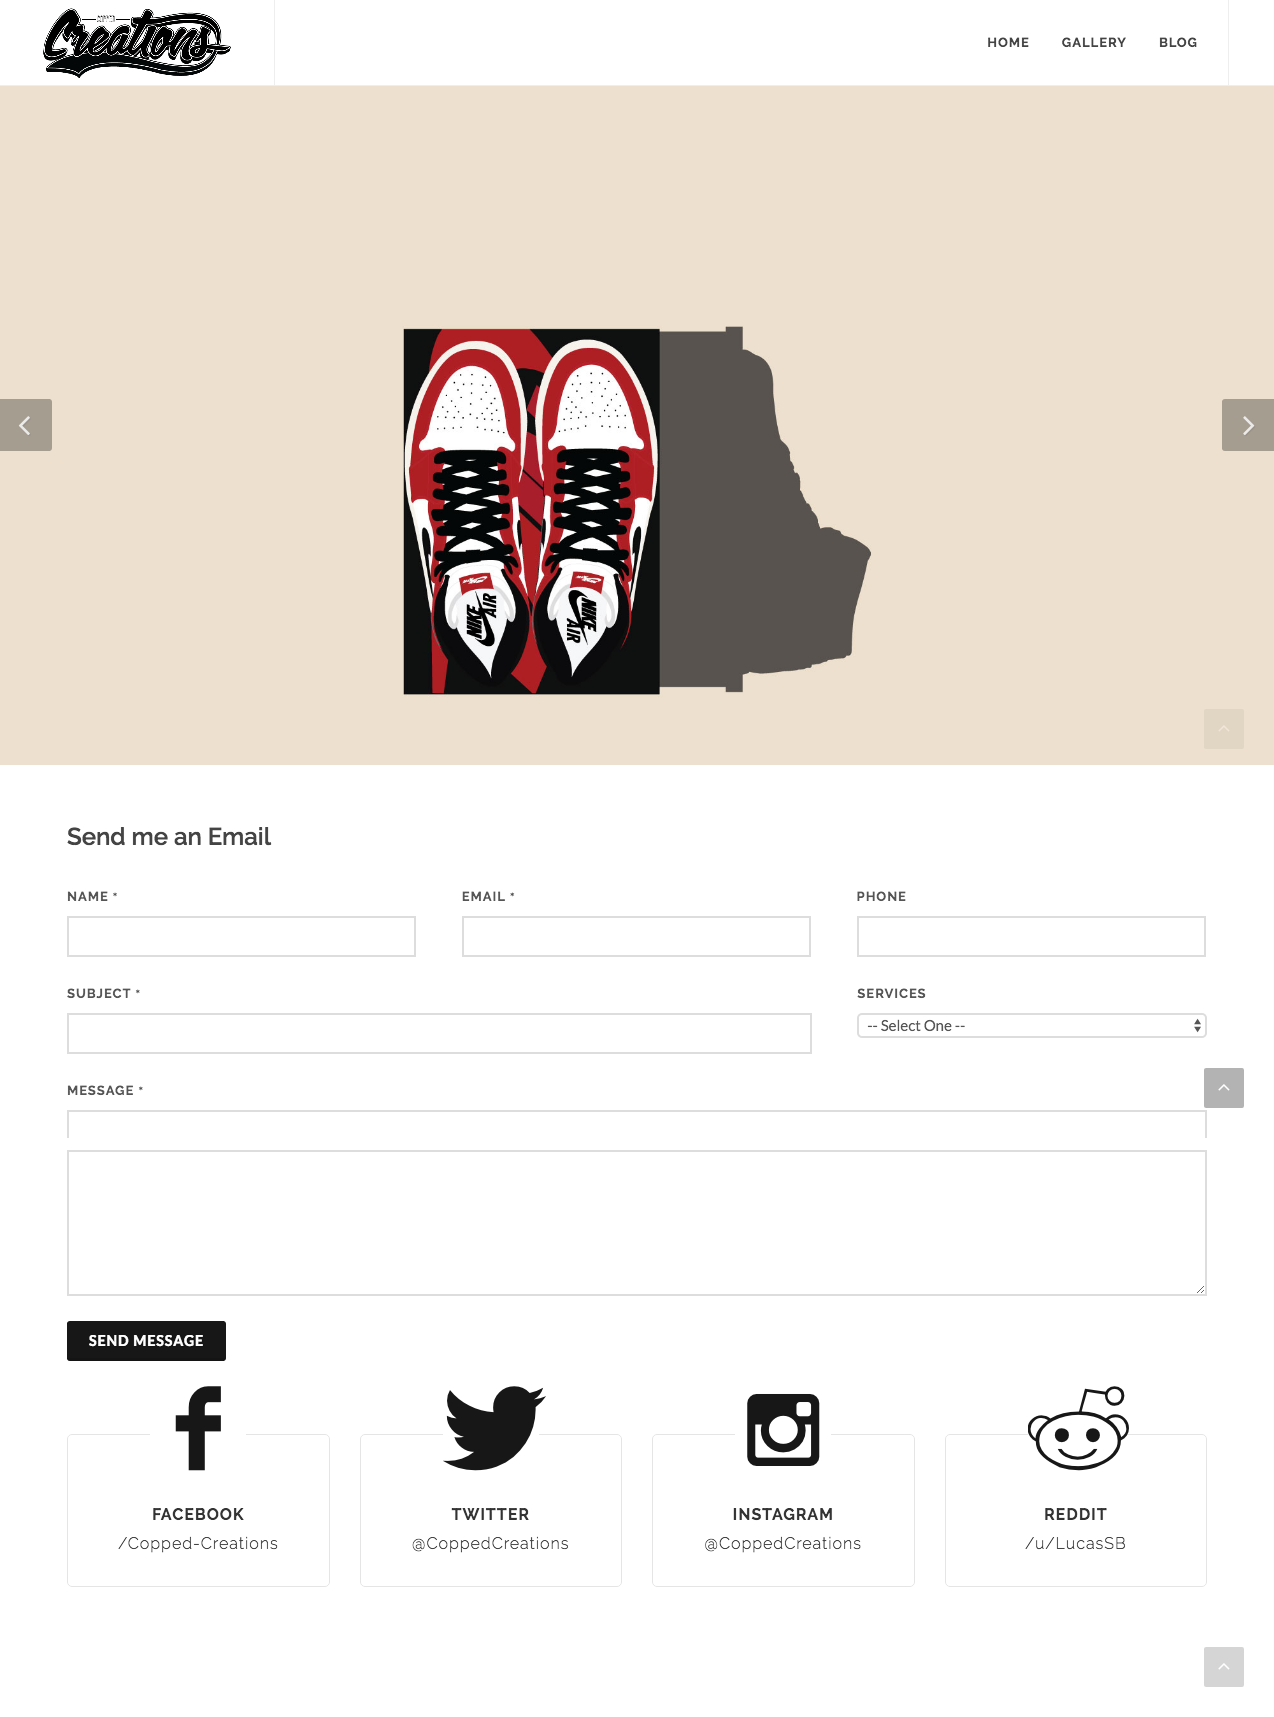 Creations
HOME GALLERY BLOG
NIKE AIR NIKE AIR
Send me an Email
NAME * EMAIL * PHONE
SUBJECT * SERVICES
-- Select One --
MESSAGE *
SEND MESSAGE
FACEBOOK TWITTER INSTAGRAM REDDIT
/Copped-Creations @CoppedCreations @CoppedCreations /u/LucasSB